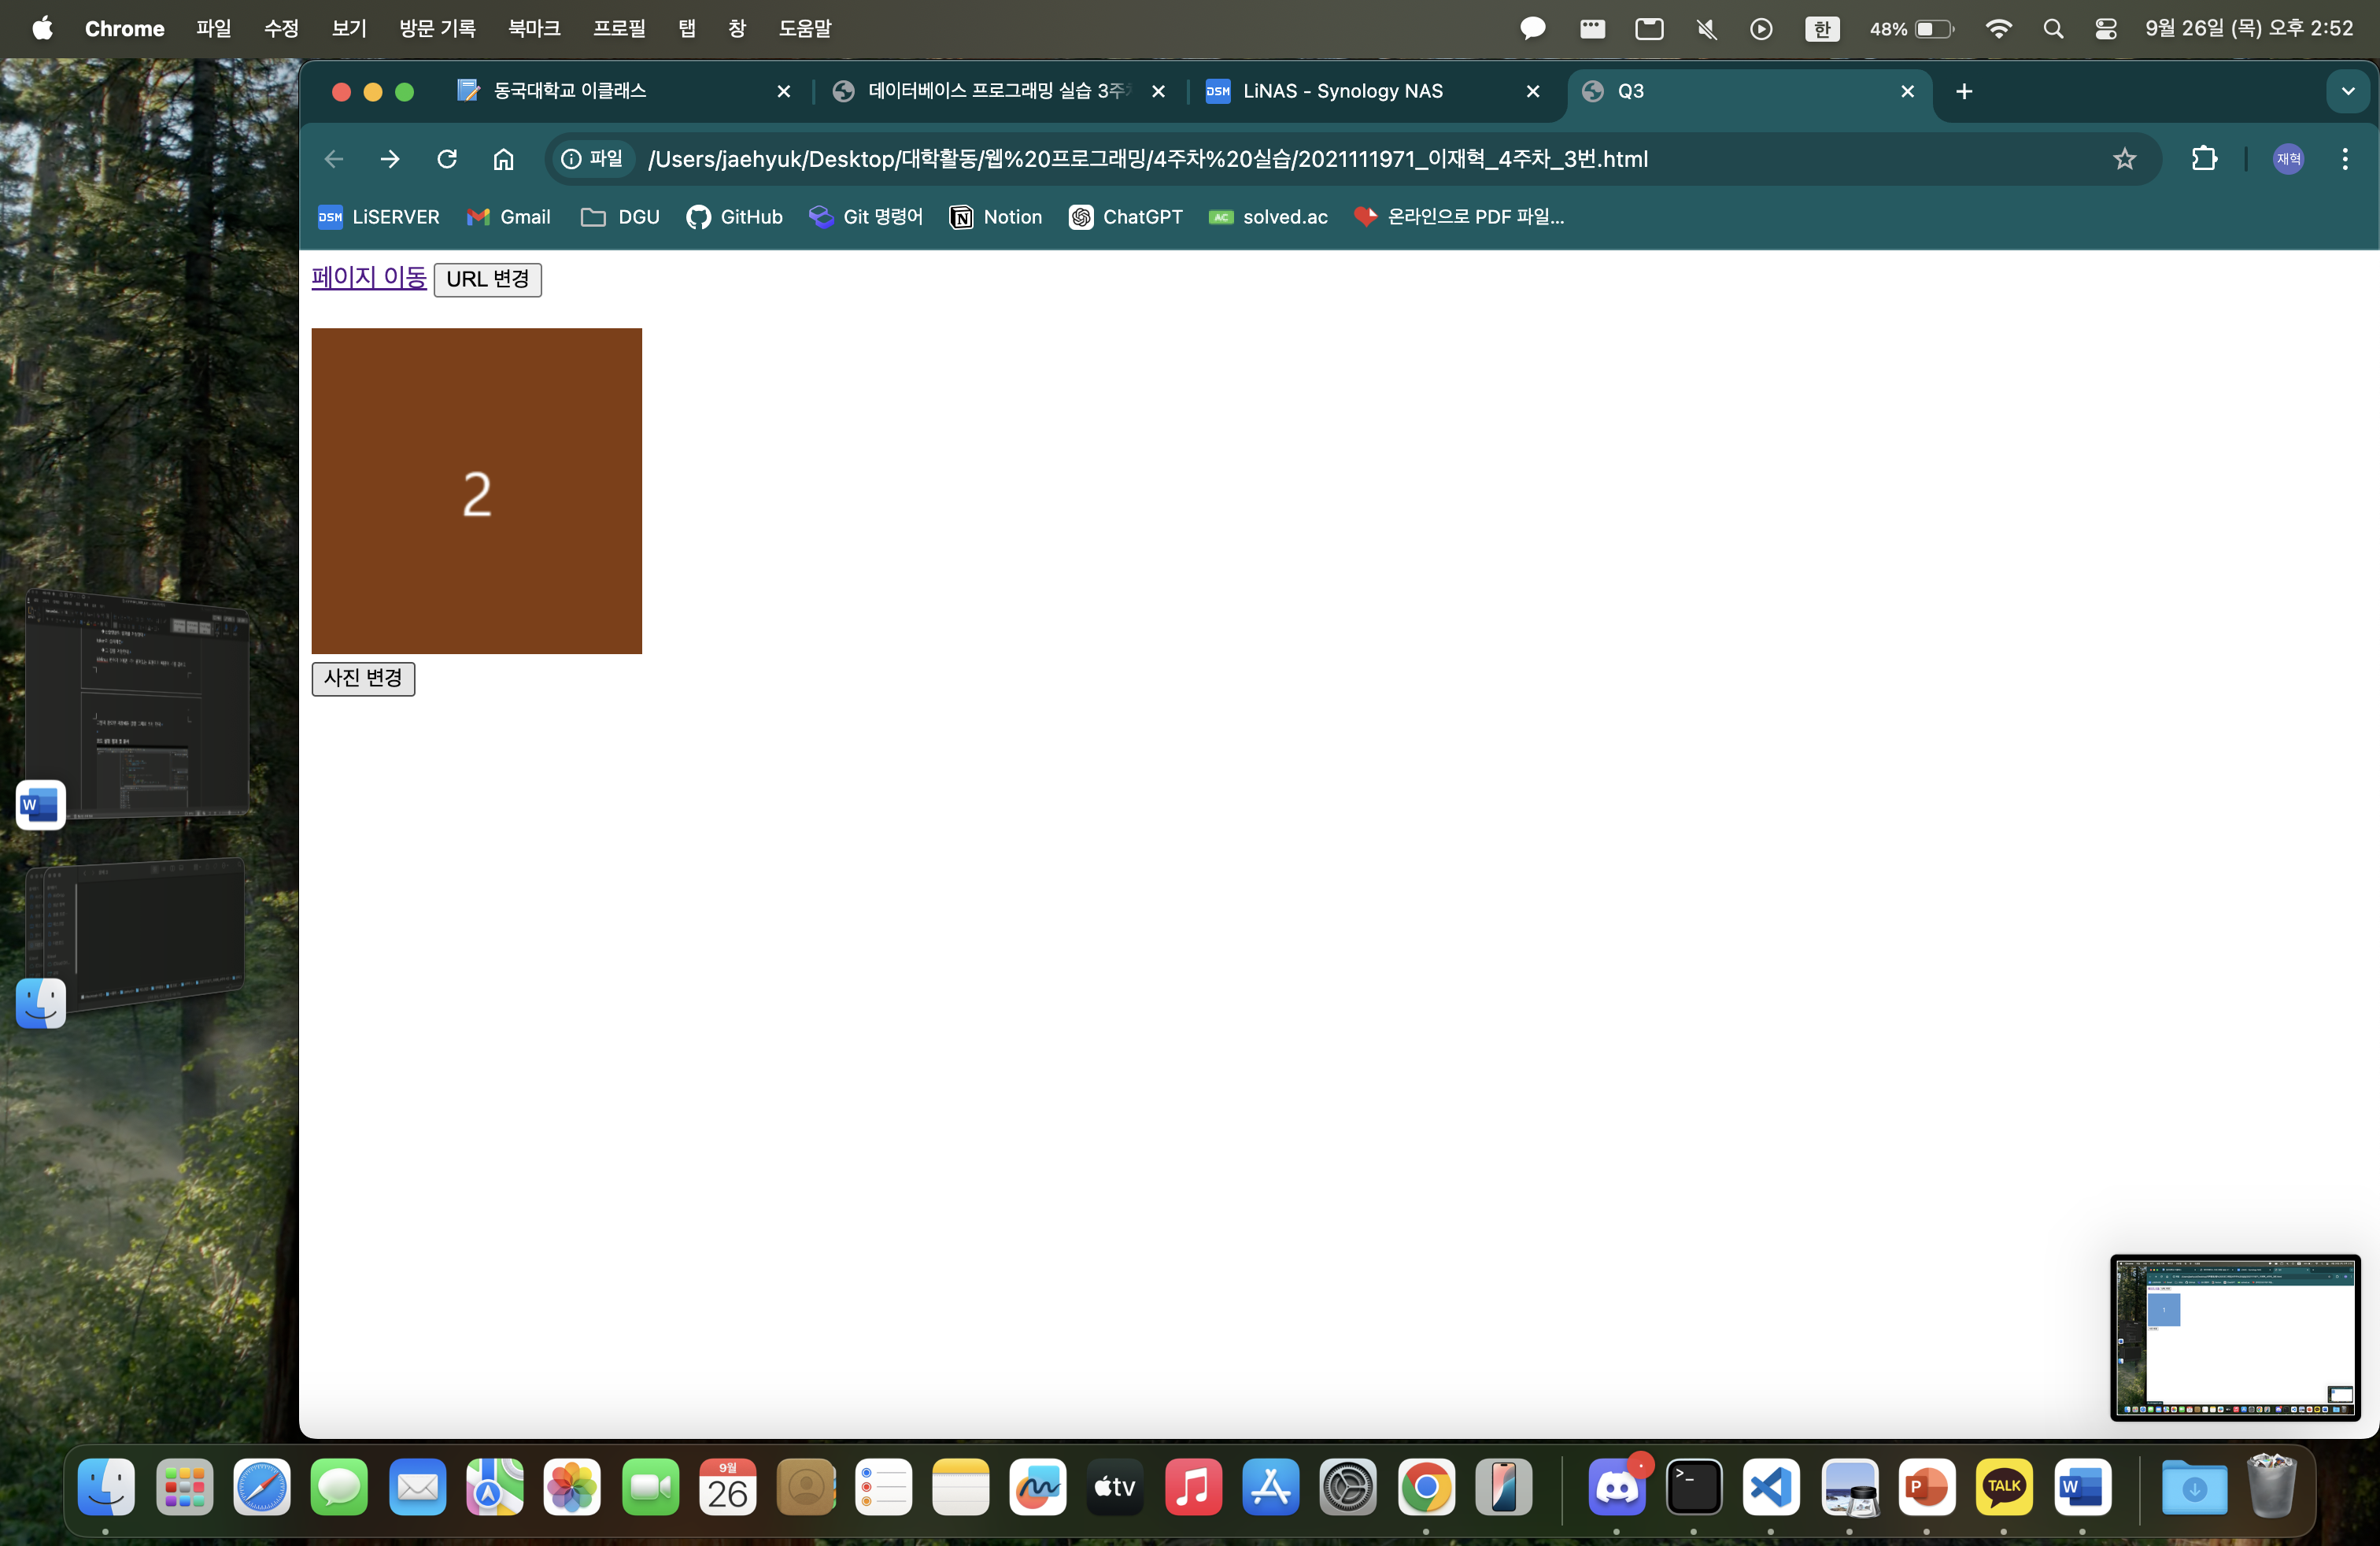 Chrome 파일 수정 보기 방문 기록 북마크 프로필 탭 창 도움말 한 48% 9월 26일 (목) 오후 2:52
동국대학교 이클래스 데이터베이스 프로그래밍 실습 3주 DSM LiNAS - Synology NAS Q3
파일 /Users/jaehyuk/Desktop/대학활동/웹%20프로그래밍/4주차%20실습/2021111971_이재혁_4주차_3번.html 재혁
DSM LiSERVER Gmail DGU GitHub Git 명령어 Notion ChatGPT AC solved.ac 온라인으로 PDF 파일...
페이지 이동 URL 변경
2
사진 변경
W
9월
26
tv
>_
P
TALK
W